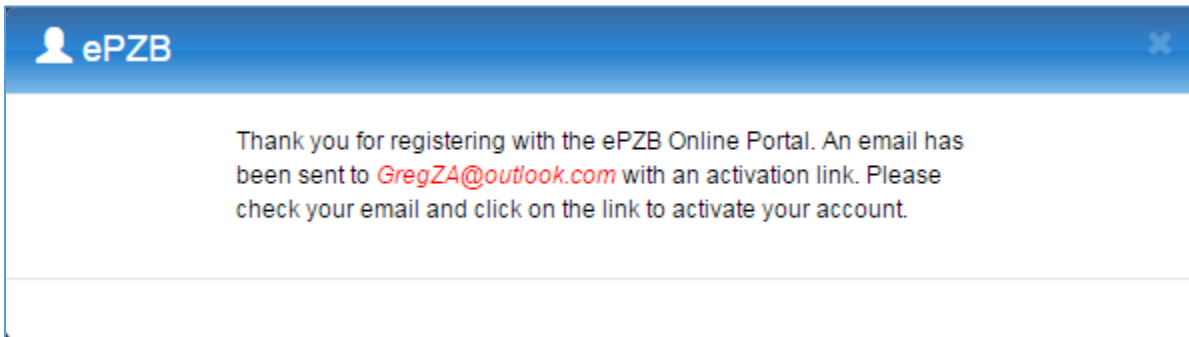 ePZB
Thank you for registering with the ePZB Online Portal. An email has
been sent to GregZA@outlook.com with an activation link. Please
check your email and click on the link to activate your account.